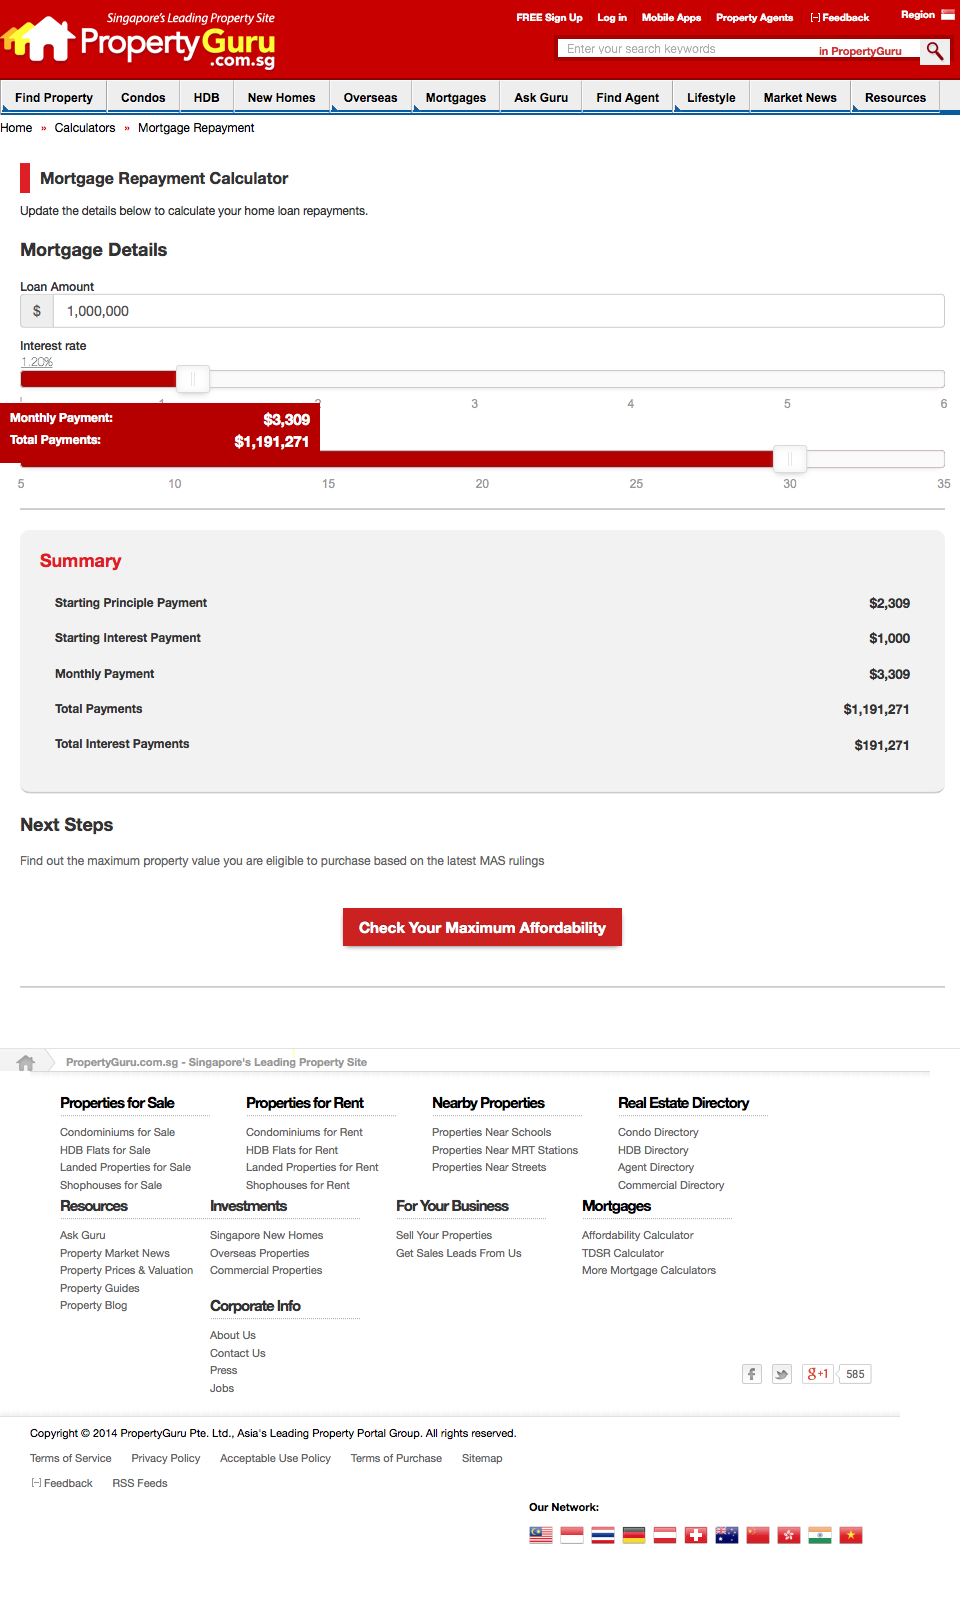 Singapore's Leading Property Site
PropertyGuru
.com.sg
FREE Sign Up Log in Mobile Apps Property Agents [-] Feedback Region
Enter your search keywords in PropertyGuru
Find Property Condos HDB New Homes Overseas Mortgages Ask Guru Find Agent Lifestyle Market News Resources
Home » Calculators » Mortgage Repayment
Mortgage Repayment Calculator
Update the details below to calculate your home loan repayments.
Mortgage Details
Loan Amount
$ 1,000,000
Interest rate
1.20%
3 4 5 6
Monthly Payment: $3,309
Total Payments: $1,191,271
5 10 15 20 25 30 35
Summary
Starting Principle Payment $2,309
Starting Interest Payment $1,000
Monthly Payment $3,309
Total Payments $1,191,271
Total Interest Payments $191,271
Next Steps
Find out the maximum property value you are eligible to purchase based on the latest MAS rulings
Check Your Maximum Affordability
PropertyGuru.com.sg - Singapore's Leading Property Site
Properties for Sale Properties for Rent Nearby Properties Real Estate Directory
Condominiums for Sale Condominiums for Rent Properties Near Schools Condo Directory
HDB Flats for Sale HDB Flats for Rent Properties Near MRT Stations HDB Directory
Landed Properties for Sale Landed Properties for Rent Properties Near Streets Agent Directory
Shophouses for Sale Shophouses for Rent Commercial Directory
Resources Investments For Your Business Mortgages
Ask Guru Singapore New Homes Sell Your Properties Affordability Calculator
Property Market News Overseas Properties Get Sales Leads From Us TDSR Calculator
Property Prices & Valuation Commercial Properties More Mortgage Calculators
Property Guides
Property Blog Corporate Info
About Us
Contact Us
Press
Jobs
g+1 585
Copyright © 2014 PropertyGuru Pte. Ltd., Asia's Leading Property Portal Group. All rights reserved.
Terms of Service Privacy Policy Acceptable Use Policy Terms of Purchase Sitemap
[-] Feedback RSS Feeds
Our Network: